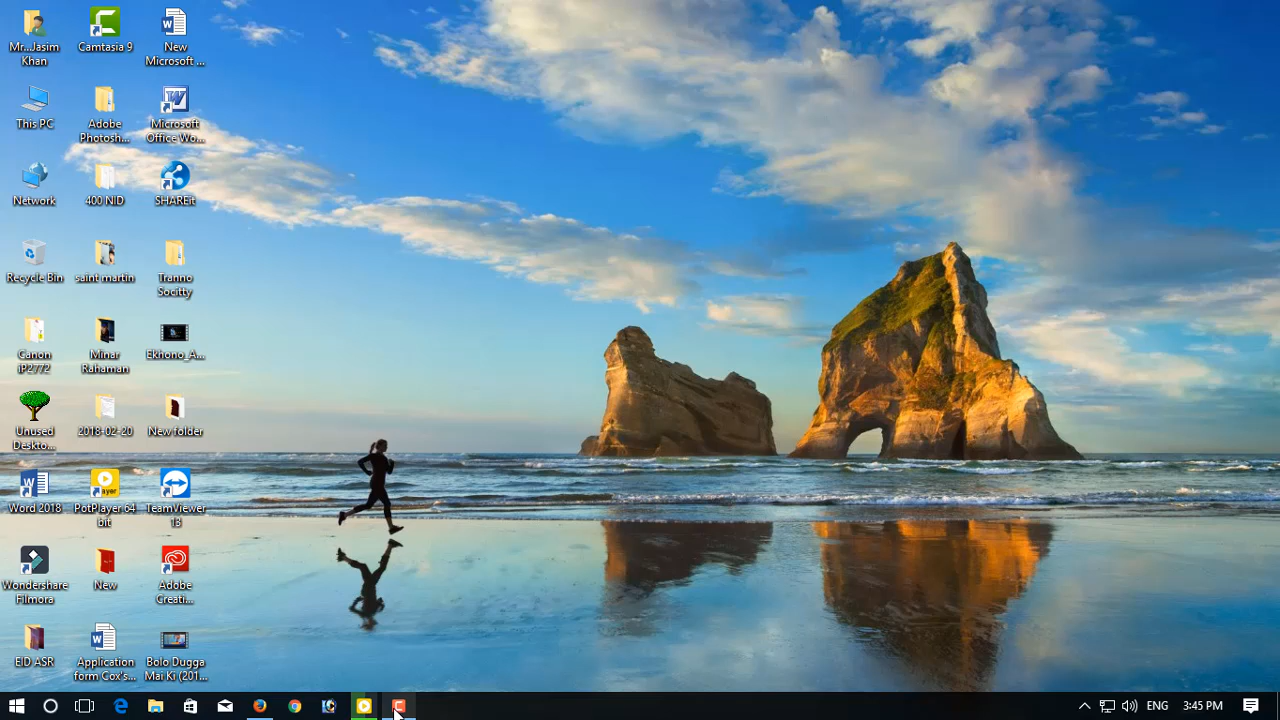 Mr...Jasim
Khan
Camtasia 9
New
Microsoft ...
This PC
Adobe
Photosh...
Microsoft
Office Wo...
Network
400 NID
SHAREit
Recycle Bin
saint martin
Tranno
Socitty
Canon
iP2772
Minar
Rahaman
Ekhono_A...
Unused
Deskto...
2018-02-20
New folder
Word 2018
PotPlayer 64
bit
TeamViewer
13
Wondershare
Filmora
New
Adobe
Creati...
EID ASR
Application
form Cox's...
Bolo Dugga
Mai Ki (201...
ENG
3:45 PM